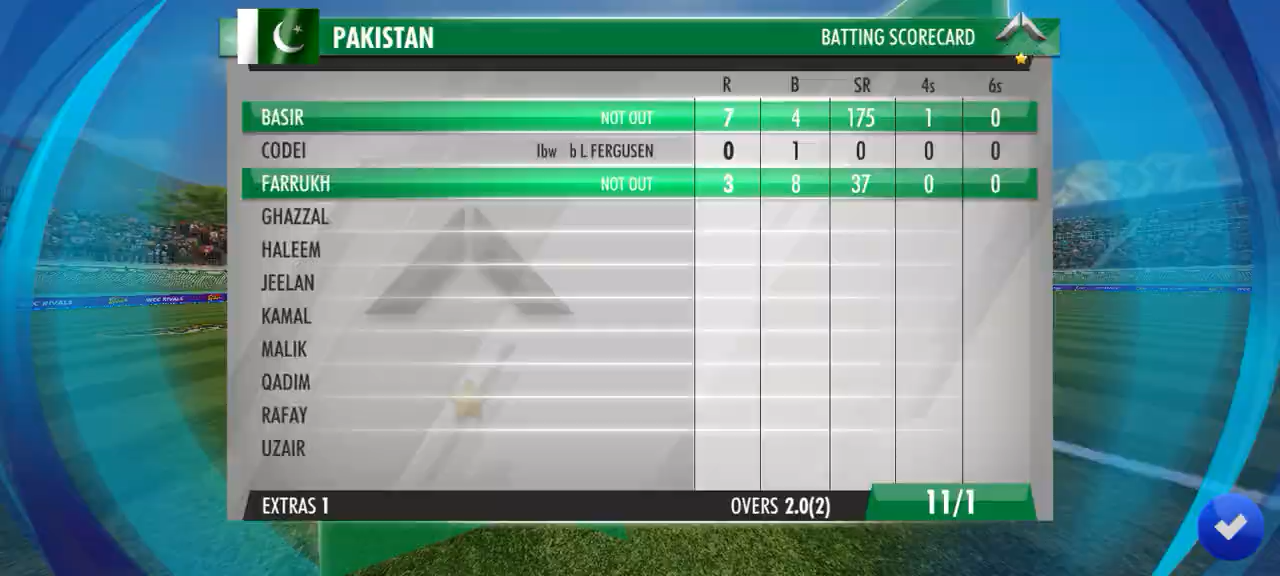 PAKISTAN BATTING SCORECARD
R B SR 4s 6s
BASIR NOT OUT 7 4 175 1 0
CODEI lbw b L FERGUSEN 0 1 0 0 0
FARRUKH NOT OUT 3 8 37 0 0
GHAZZAL
HALEEM
JEELAN
KAMAL
MALIK
QADIM
RAFAY
UZAIR
EXTRAS 1 OVERS 2.0(2) 11/1
WCC RIVALS